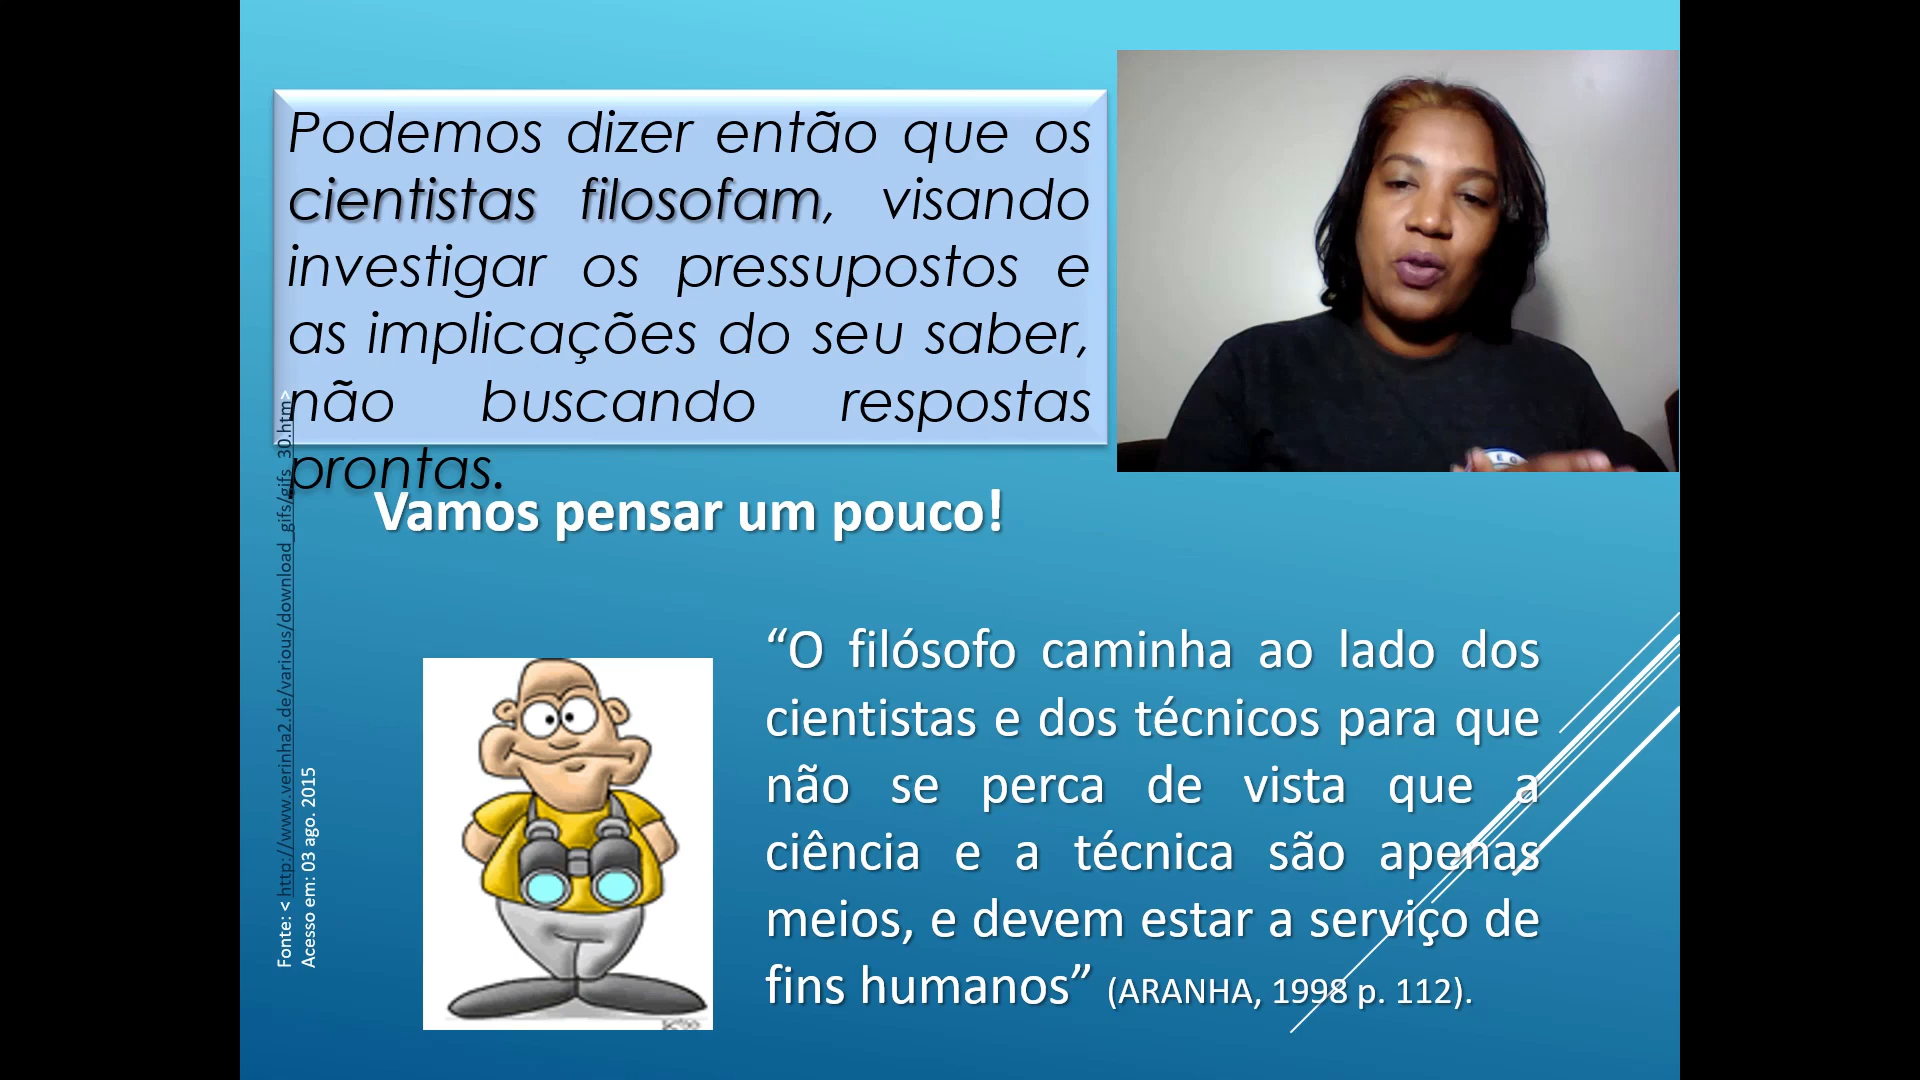 Podemos dizer então que os
cientistas filosofam, visando
investigar os pressupostos e
as implicações do seu saber,
não buscando respostas
prontas.
Vamos pensar um pouco!
“O filósofo caminha ao lado dos
cientistas e dos técnicos para que
não se perca de vista que a
ciência e a técnica são apenas
meios, e devem estar a serviço de
fins humanos” (ARANHA, 1998 p. 112).
Fonte: < http://www.verinha2.de/various/download_gifs/gifs_30.htm>
Acesso em: 03 ago. 2015